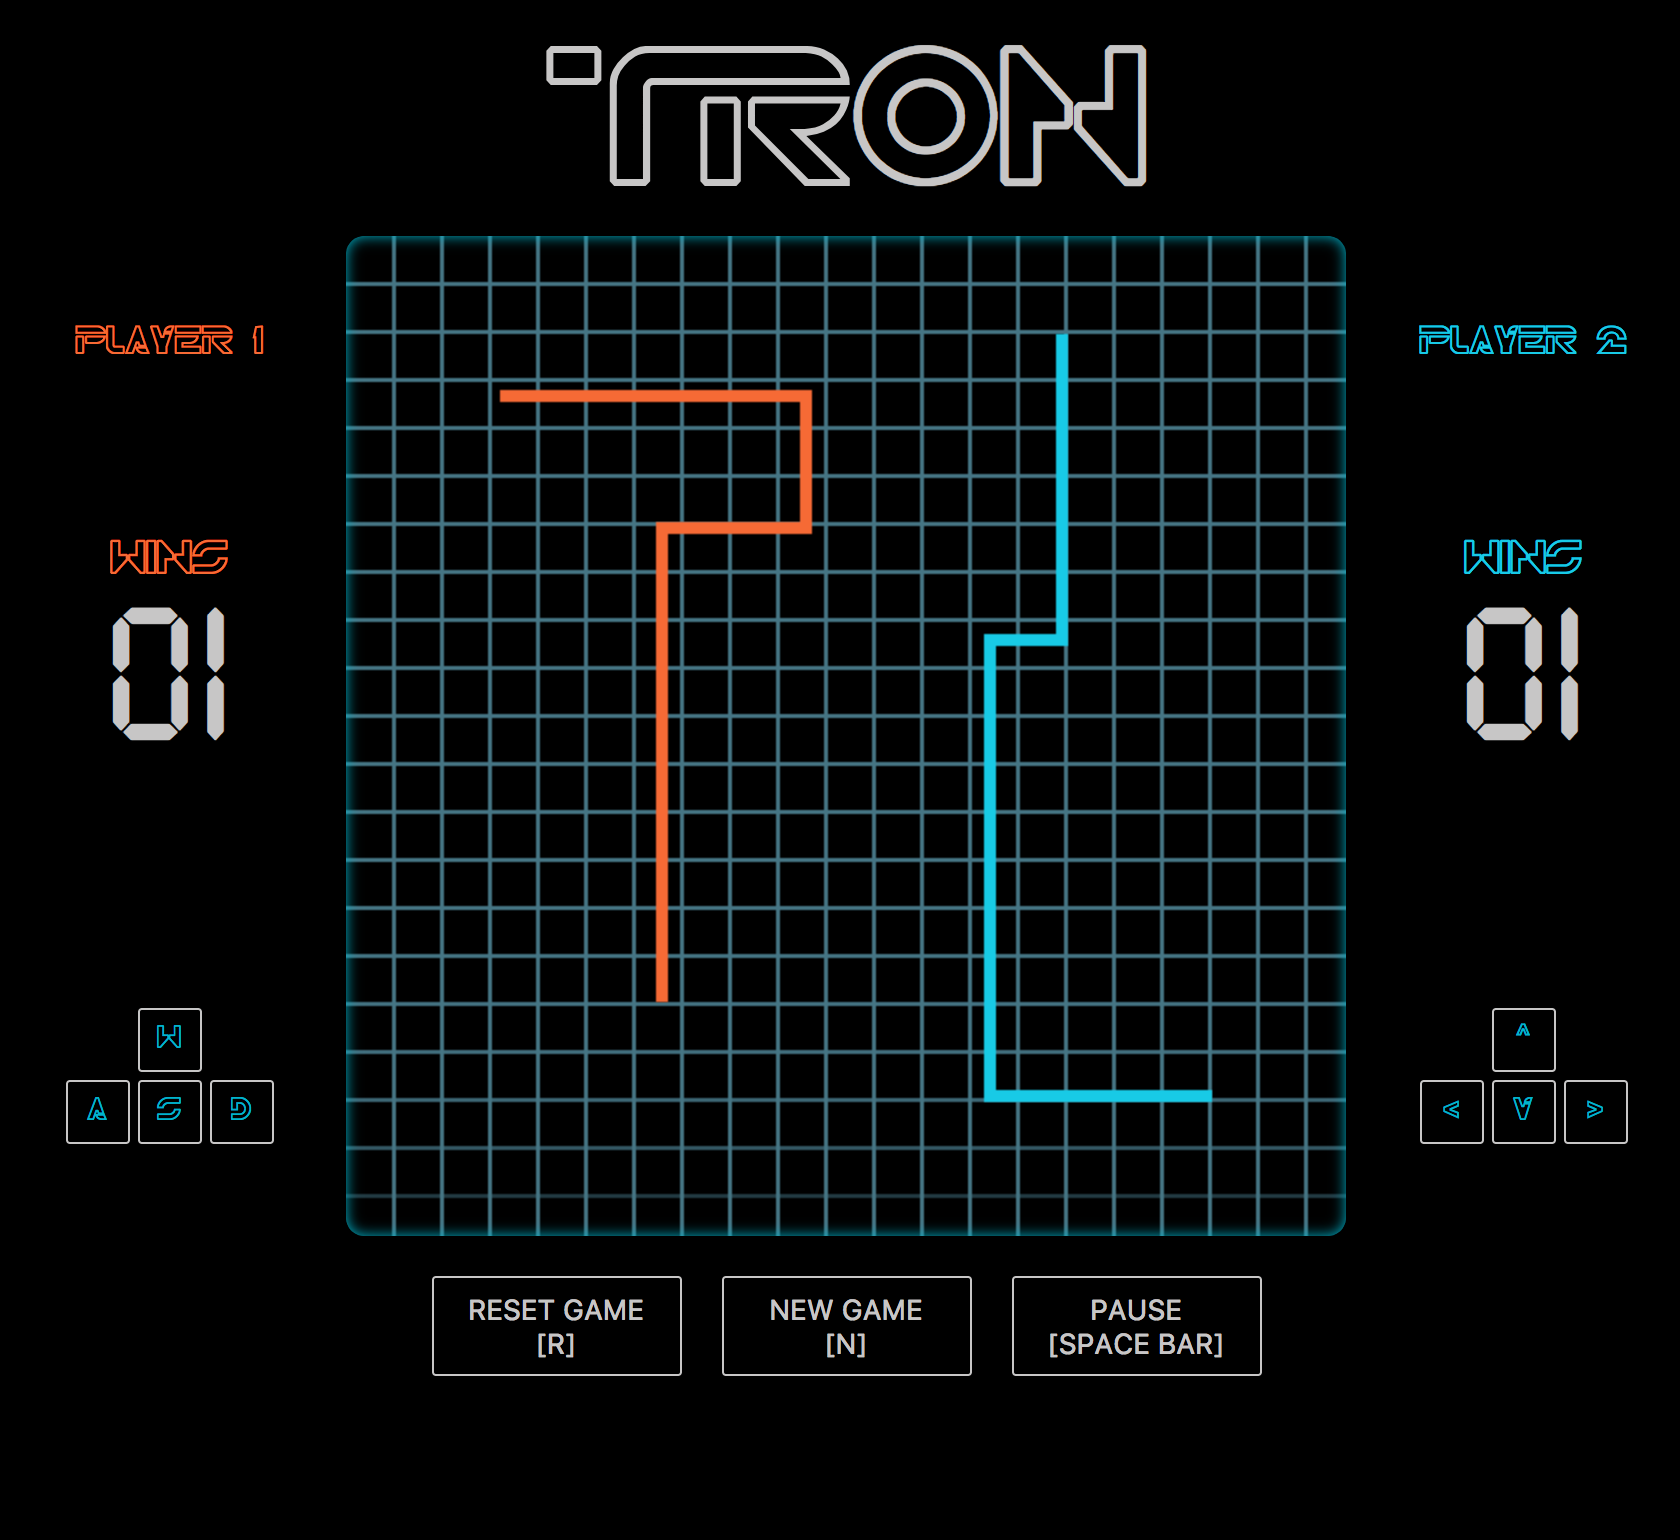 TRON
PLAYER 1
PLAYER 2
WINS
WINS
01
01
W
A S D
^
< V >
RESET GAME
[R]
NEW GAME
[N]
PAUSE
[SPACE BAR]